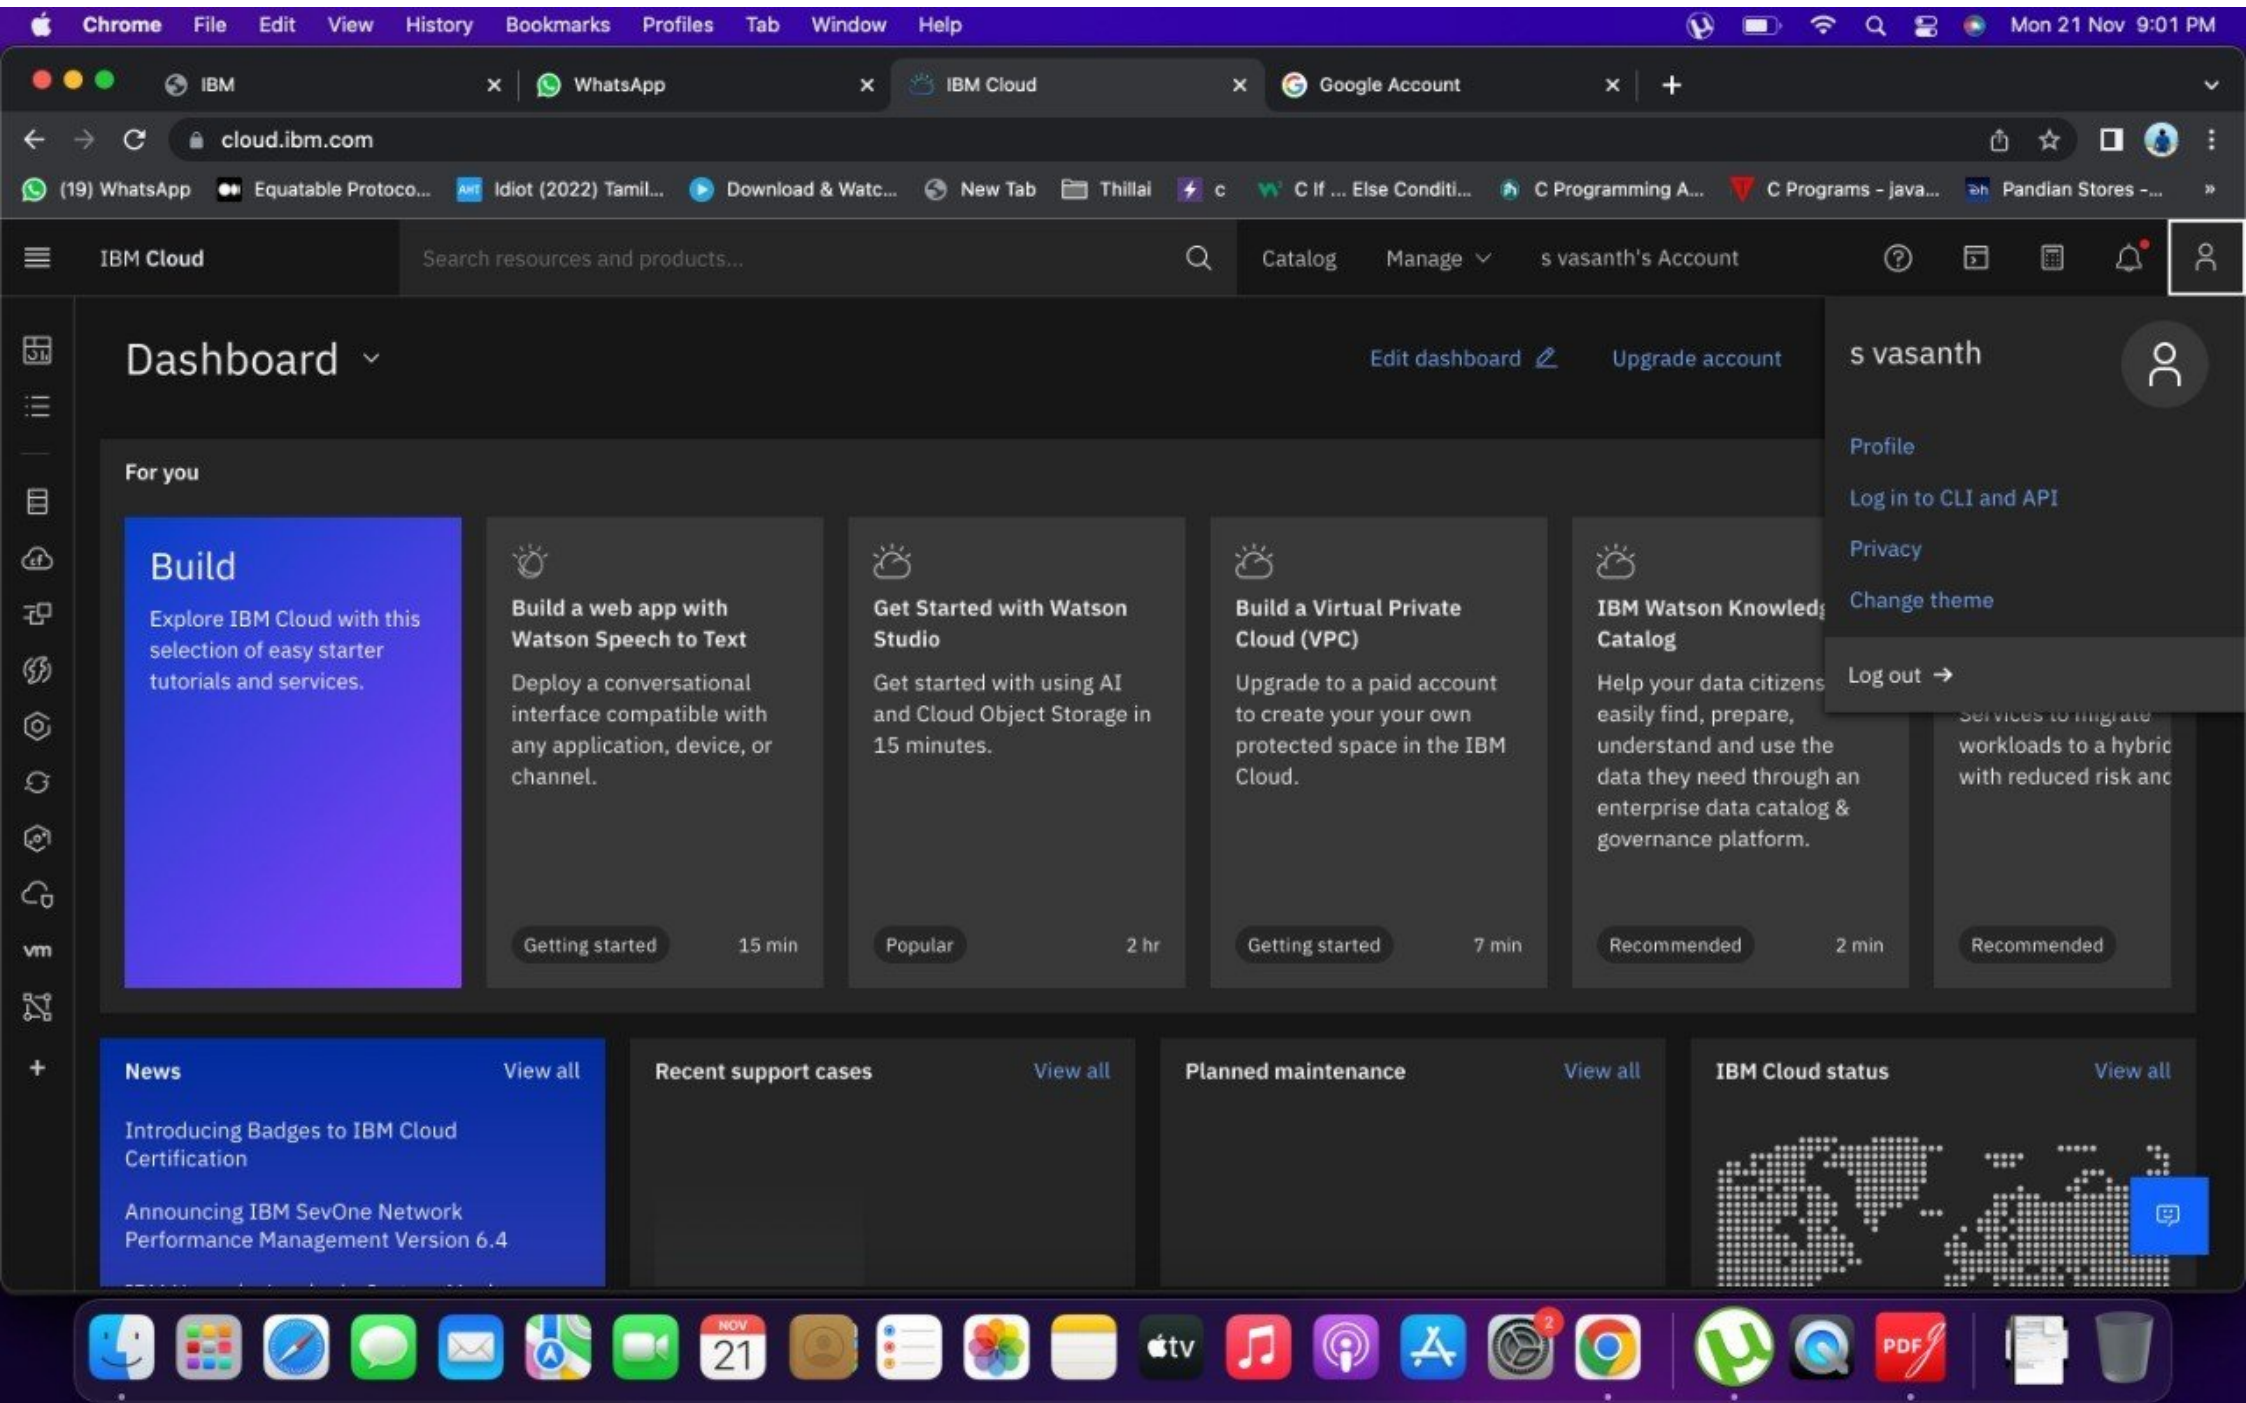 Chrome File Edit View History Bookmarks Profiles Tab Window Help Mon 21 Nov 9:01 PM
IBM WhatsApp IBM Cloud Google Account
cloud.ibm.com
(19) WhatsApp Equatable Protoco... AHT Idiot (2022) Tamil... Download & Watc... New Tab Thillai c C If ... Else Conditi... C Programming A... C Programs - java... Pandian Stores -... »
IBM Cloud Search resources and products... Catalog Manage s vasanth's Account
Dashboard Edit dashboard Upgrade account
s vasanth
Profile
Log in to CLI and API
Privacy
Change theme
Log out →
For you
Build
Explore IBM Cloud with this
selection of easy starter
tutorials and services.
Build a web app with
Watson Speech to Text
Deploy a conversational
interface compatible with
any application, device, or
channel.
Getting started 15 min
Get Started with Watson
Studio
Get started with using AI
and Cloud Object Storage in
15 minutes.
Popular 2 hr
Build a Virtual Private
Cloud (VPC)
Upgrade to a paid account
to create your your own
protected space in the IBM
Cloud.
Getting started 7 min
IBM Watson Knowledg
Catalog
Help your data citizens
easily find, prepare,
understand and use the
data they need through an
enterprise data catalog &
governance platform.
Recommended 2 min
Services to migrate
workloads to a hybric
with reduced risk and
Recommended
cf
vm
News View all
Introducing Badges to IBM Cloud
Certification
Announcing IBM SevOne Network
Performance Management Version 6.4
Recent support cases View all
Planned maintenance View all
IBM Cloud status View all
NOV
21
tv
2
PDF